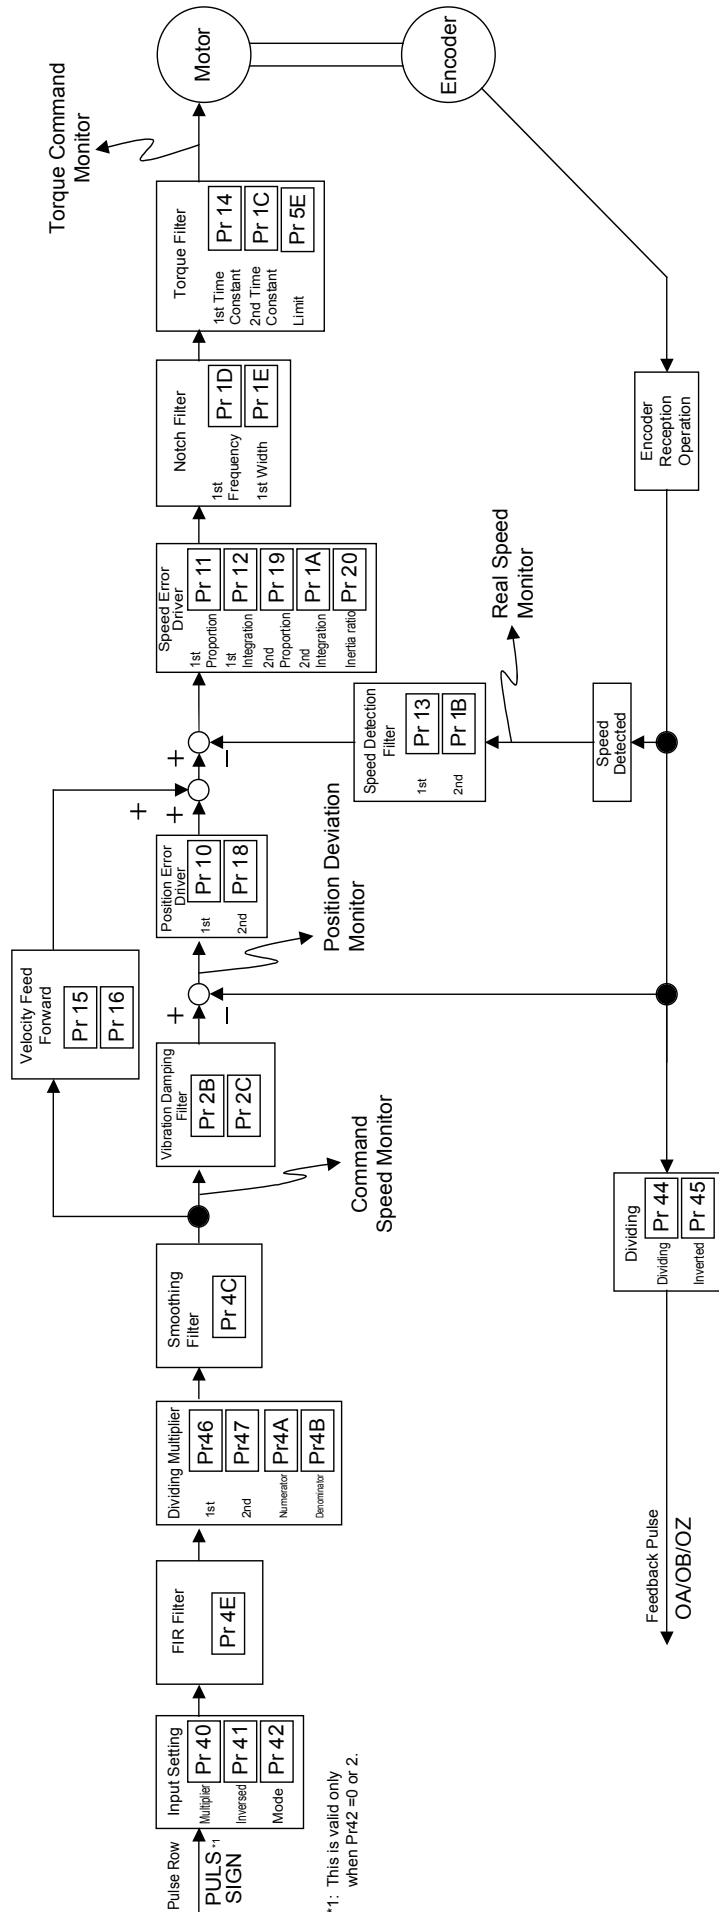 Pulse Row
PULS *1
SIGN
*1: This is valid only
when Pr42 =0 or 2.
Input Setting
Multiplier
Pr 40
Inversed
Pr 41
Mode
Pr 42
FIR Filter
Pr 4E
Dividing Multiplier
1st
Pr46
2nd
Pr47
Numerator
Pr4A
Denominator
Pr4B
Smoothing
Filter
Pr 4C
Command
Speed Monitor
Velocity Feed
Forward
Pr 15
Pr 16
Vibration Damping
Filter
Pr 2B
Pr 2C
+
−
Position Deviation
Monitor
Position Error
Driver
1st
Pr 10
2nd
Pr 18
+
+
+
−
Speed Error
Driver
1st
Proportion
Pr 11
1st
Integration
Pr 12
2nd
Proportion
Pr 19
2nd
Integration
Pr 1A
Inertia ratio
Pr 20
Notch Filter
1st
Frequency
Pr 1D
1st Width
Pr 1E
Torque Filter
1st Time
Constant
Pr 14
2nd Time
Constant
Pr 1C
Limit
Pr 5E
Torque Command
Monitor
Motor
Encoder
Encoder
Reception
Operation
Speed
Detected
Real Speed
Monitor
Speed Detection
Filter
1st
Pr 13
2nd
Pr 1B
Dividing
Dividing
Pr 44
Inverted
Pr 45
Feedback Pulse
OA/OB/OZ